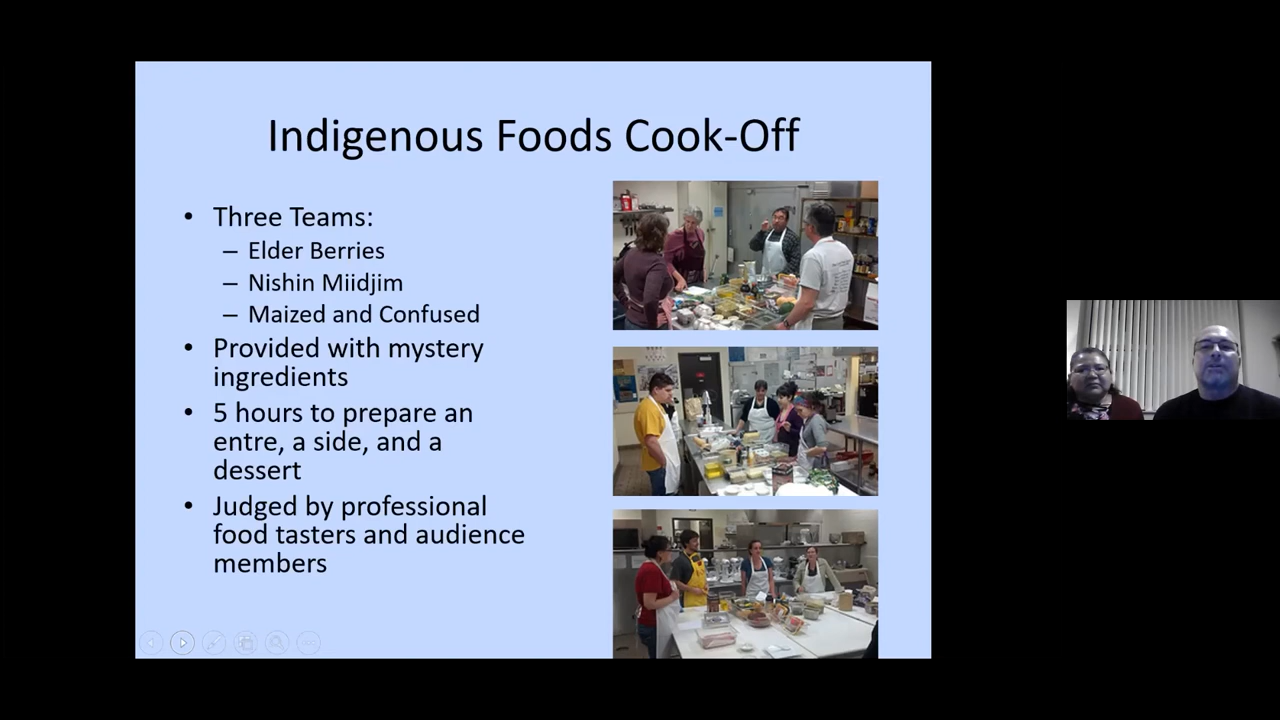 Indigenous Foods Cook-Off
• Three Teams:
– Elder Berries
– Nishin Miidjim
– Maized and Confused
• Provided with mystery
ingredients
• 5 hours to prepare an
entre, a side, and a
dessert
• Judged by professional
food tasters and audience
members